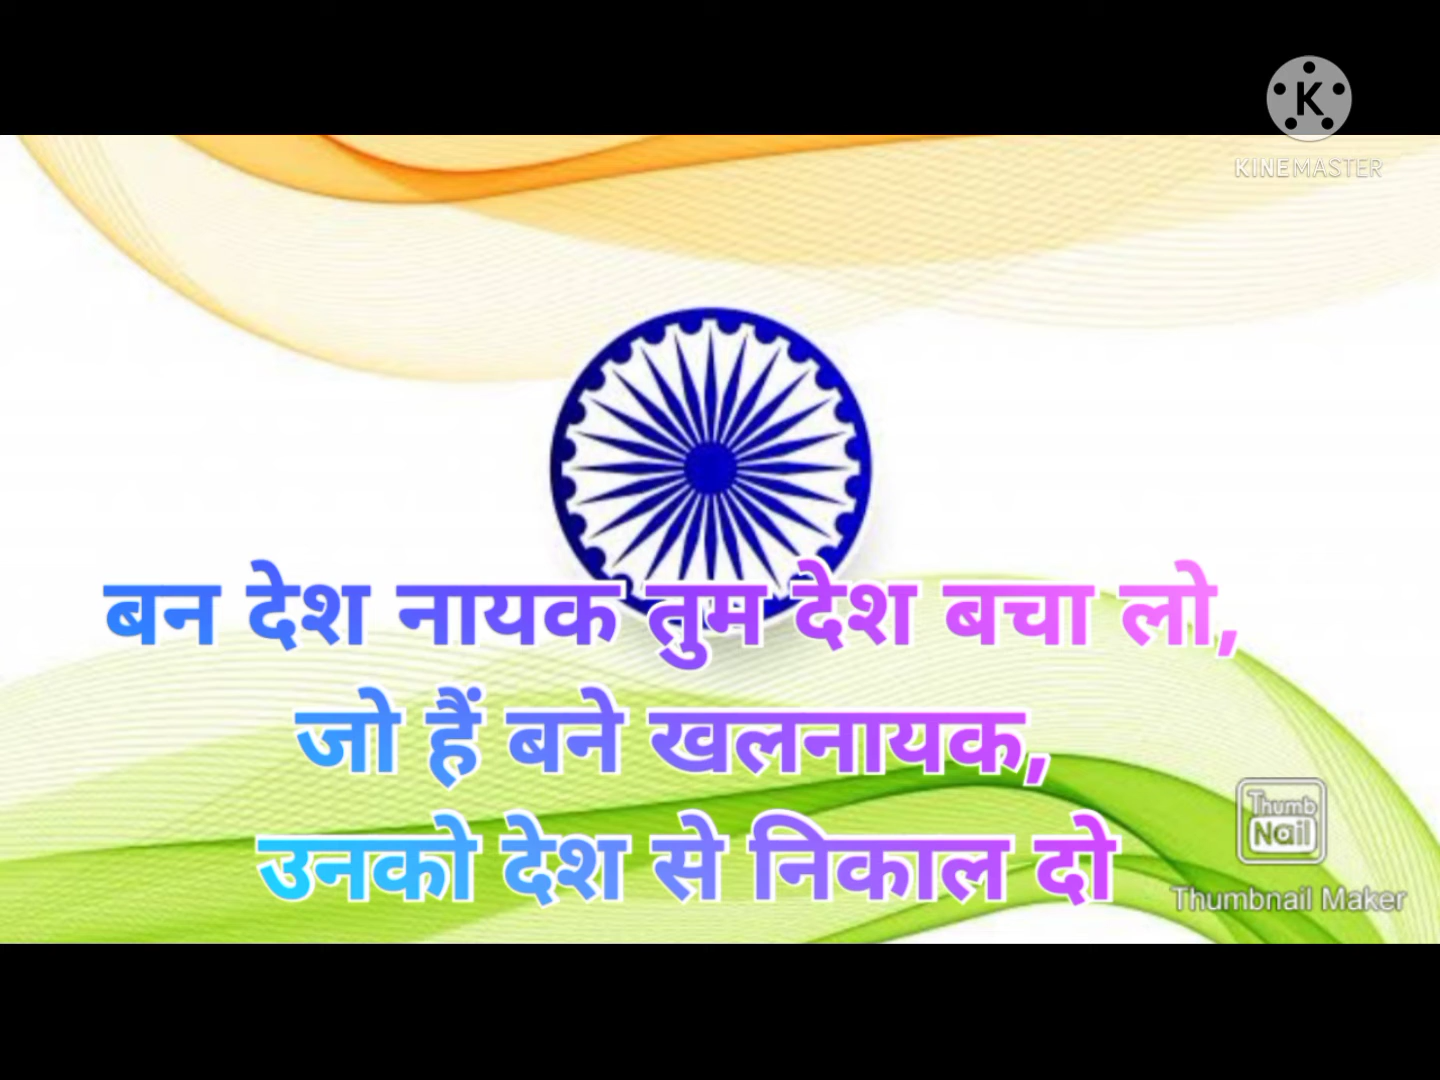 KINEMASTER
बन देश नायक तुम देश बचा लो,
जो हैं बने खलनायक,
उनको देश से निकाल दो
Thumb
Nail
Thumbnail Maker